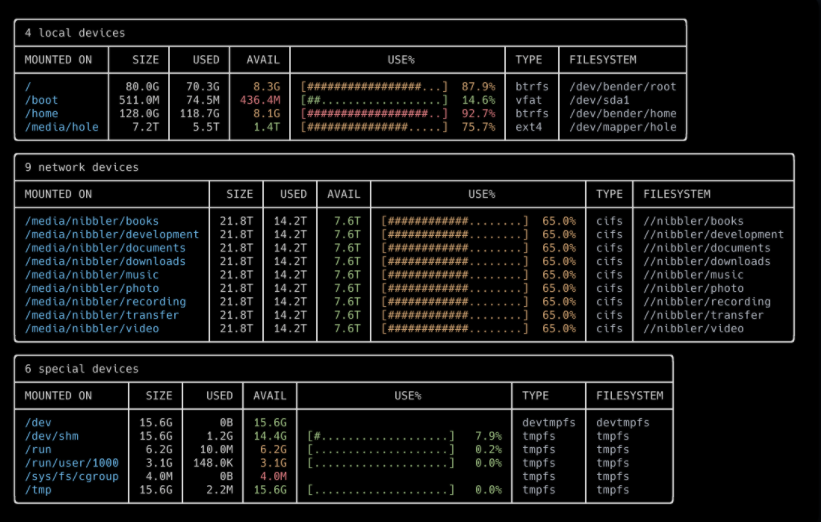 4 local devices
MOUNTED ON SIZE USED AVAIL USE% TYPE FILESYSTEM
/ 80.0G 70.3G 8.3G [#################...] 87.9% btrfs /dev/bender/root
/boot 511.0M 74.5M 436.4M [##..................] 14.6% vfat /dev/sda1
/home 128.0G 118.7G 8.1G [##################..] 92.7% btrfs /dev/bender/home
/media/hole 7.2T 5.5T 1.4T [###############.....] 75.7% ext4 /dev/mapper/hole
9 network devices
MOUNTED ON SIZE USED AVAIL USE% TYPE FILESYSTEM
/media/nibbler/books 21.8T 14.2T 7.6T [############........] 65.0% cifs //nibbler/books
/media/nibbler/development 21.8T 14.2T 7.6T [############........] 65.0% cifs //nibbler/development
/media/nibbler/documents 21.8T 14.2T 7.6T [############........] 65.0% cifs //nibbler/documents
/media/nibbler/downloads 21.8T 14.2T 7.6T [############........] 65.0% cifs //nibbler/downloads
/media/nibbler/music 21.8T 14.2T 7.6T [############........] 65.0% cifs //nibbler/music
/media/nibbler/photo 21.8T 14.2T 7.6T [############........] 65.0% cifs //nibbler/photo
/media/nibbler/recording 21.8T 14.2T 7.6T [############........] 65.0% cifs //nibbler/recording
/media/nibbler/transfer 21.8T 14.2T 7.6T [############........] 65.0% cifs //nibbler/transfer
/media/nibbler/video 21.8T 14.2T 7.6T [############........] 65.0% cifs //nibbler/video
6 special devices
MOUNTED ON SIZE USED AVAIL USE% TYPE FILESYSTEM
/dev 15.6G 0B 15.6G devtmpfs devtmpfs
/dev/shm 15.6G 1.2G 14.4G [#...................] 7.9% tmpfs tmpfs
/run 6.2G 10.0M 6.2G [....................] 0.2% tmpfs tmpfs
/run/user/1000 3.1G 148.0K 3.1G [....................] 0.0% tmpfs tmpfs
/sys/fs/cgroup 4.0M 0B 4.0M tmpfs tmpfs
/tmp 15.6G 2.2M 15.6G [....................] 0.0% tmpfs tmpfs